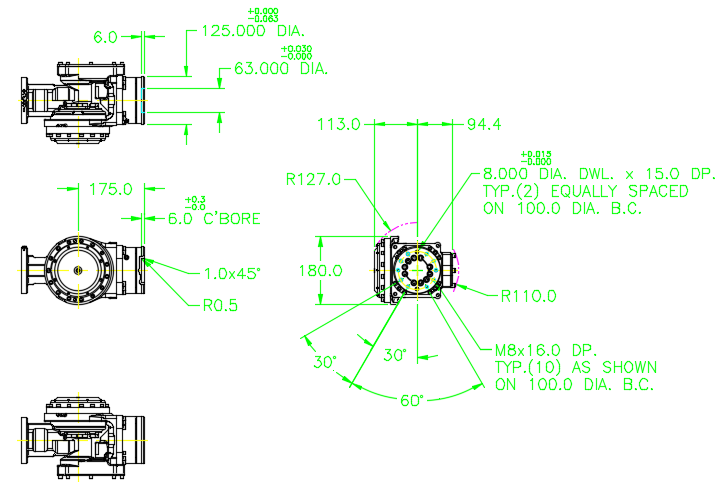 +0.000
-0.063
6.0
125.000 DIA.
+0.030
-0.000
63.000 DIA.
113.0
94.4
+0.015
-0.000
8.000 DIA. DWL. x 15.0 DP.
TYP.(2) EQUALLY SPACED
ON 100.0 DIA. B.C.
R127.0
175.0
+0.3
-0.0
6.0 C'BORE
1.0x45°
R0.5
180.0
R110.0
M8x16.0 DP.
TYP.(10) AS SHOWN
ON 100.0 DIA. B.C.
30°
30°
60°